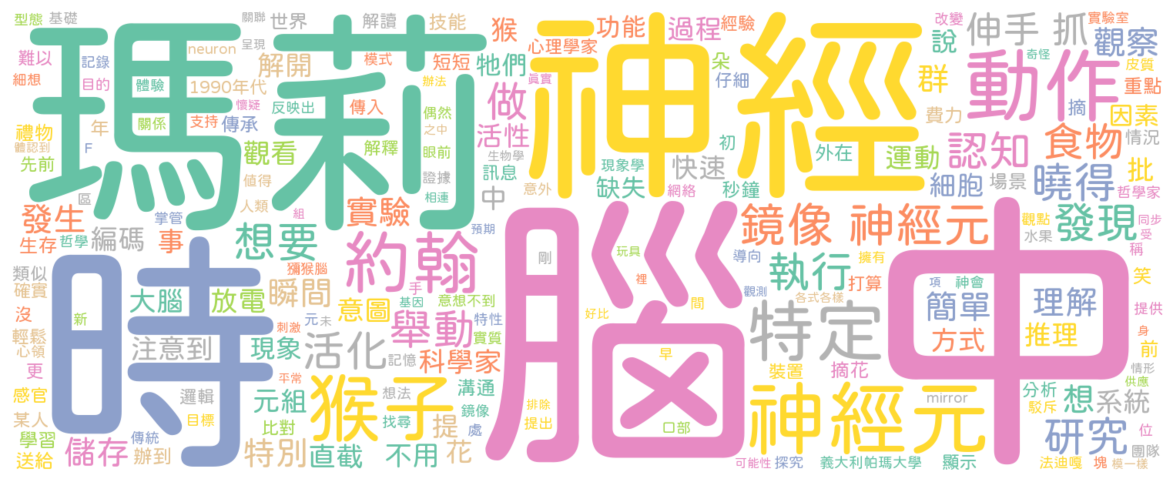 型態 基礎 關聯 世界 解讀 技能 猴 功能 過程 經驗 改變 實驗室
瑪莉 神經 伸手 抓
難以 記錄 neuron 呈現 心理學家 說 觀察
細想 目的 體驗 1990年代 解開 模式 短短 牠們 朵 仔細 群 動作 奇怪 皮質
懷疑 反映出 辦法 真實 點 重點
禮物 關係 支持 傳承 傳入 偶然 做 費力 摘 因素
聽認到 年 觀看 解釋 之中 活性 初 外在 認知 食物 情況
先前 F 值得 眼前 生物學 現象學 快速 運動 批
區 掌管 人類 證據 訊息 意外 缺失 秒鐘 細胞 場景 曉得 哲學家
發生 組 實驗 相連 中 網絡
生存 哲學 編碼 事 想要 約翰 預期 鏡像 神經元 觀點 發現 同步
時 腦 中 水果 受
類似 獼猴腦 手 剛 玩具 導向 執行 擁有 稱
確實 大腦 放電 瞬間 基因 意想不到 裡 觀測 打算 項 神會 笑
沒 新 元 未 意圖 舉動 特性 問 各式各樣 簡單 理解 提供
輕鬆 注意到 刺激 好比 特定 方式 推理 身
心領 現象 活化 記憶 科學家 實質 早 前
更 平常 裝置 摘花 情形
感官 邏輯 元組 猴子 想法 溝通 神經元 mirror 分析 想 系統 供應
某人 目標 比對 找尋 鏡像 排除 駁斥
學習 儲存 傳統 特別 直截 不用 提 處 提出 口部 研究 位
送給 辦到 花 可能性 探究 義大利帕瑪大學 顯示 法迪嘎 塊 團隊 模一樣